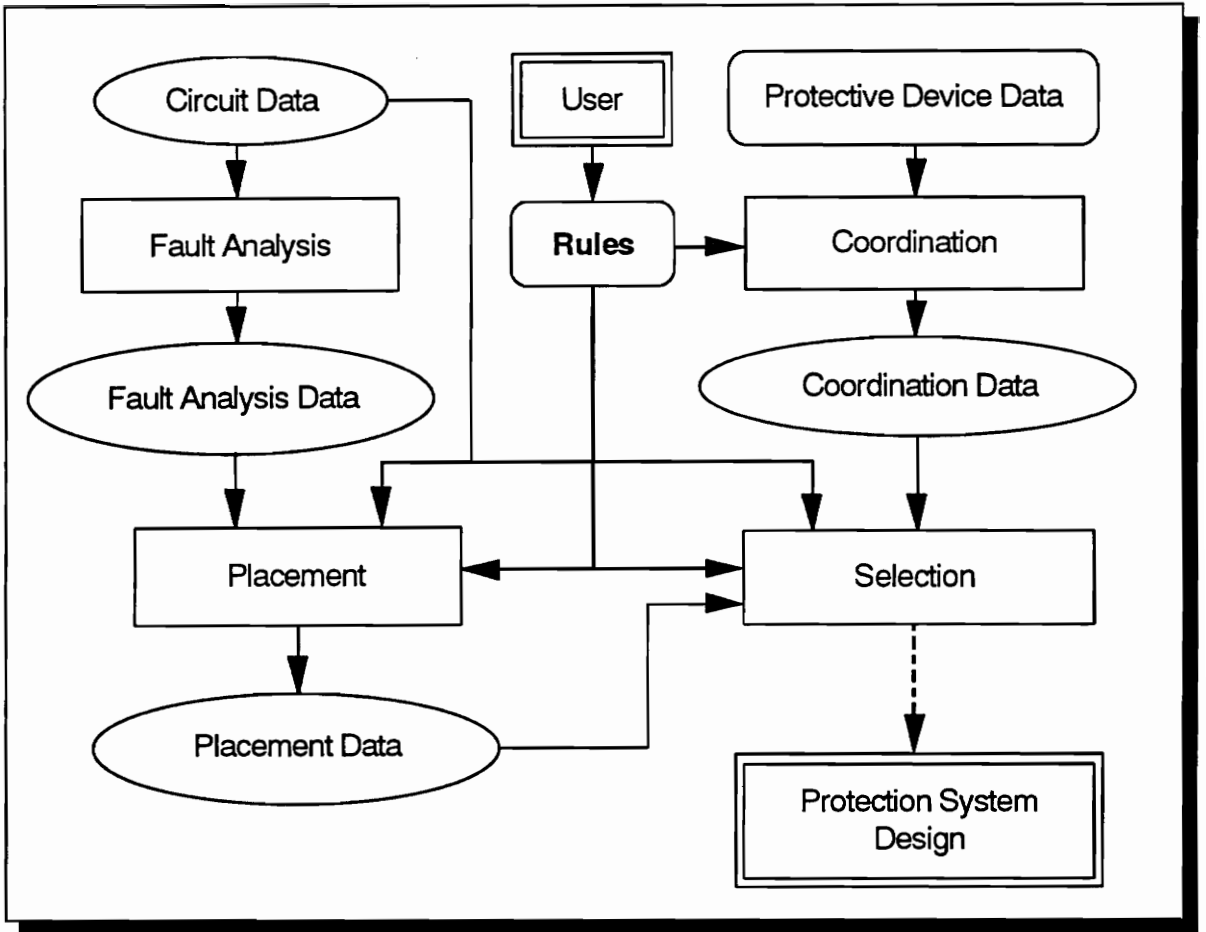 Circuit Data
User
Protective Device Data
Fault Analysis
Rules
Coordination
Fault Analysis Data
Coordination Data
Placement
Selection
Placement Data
Protection System
Design